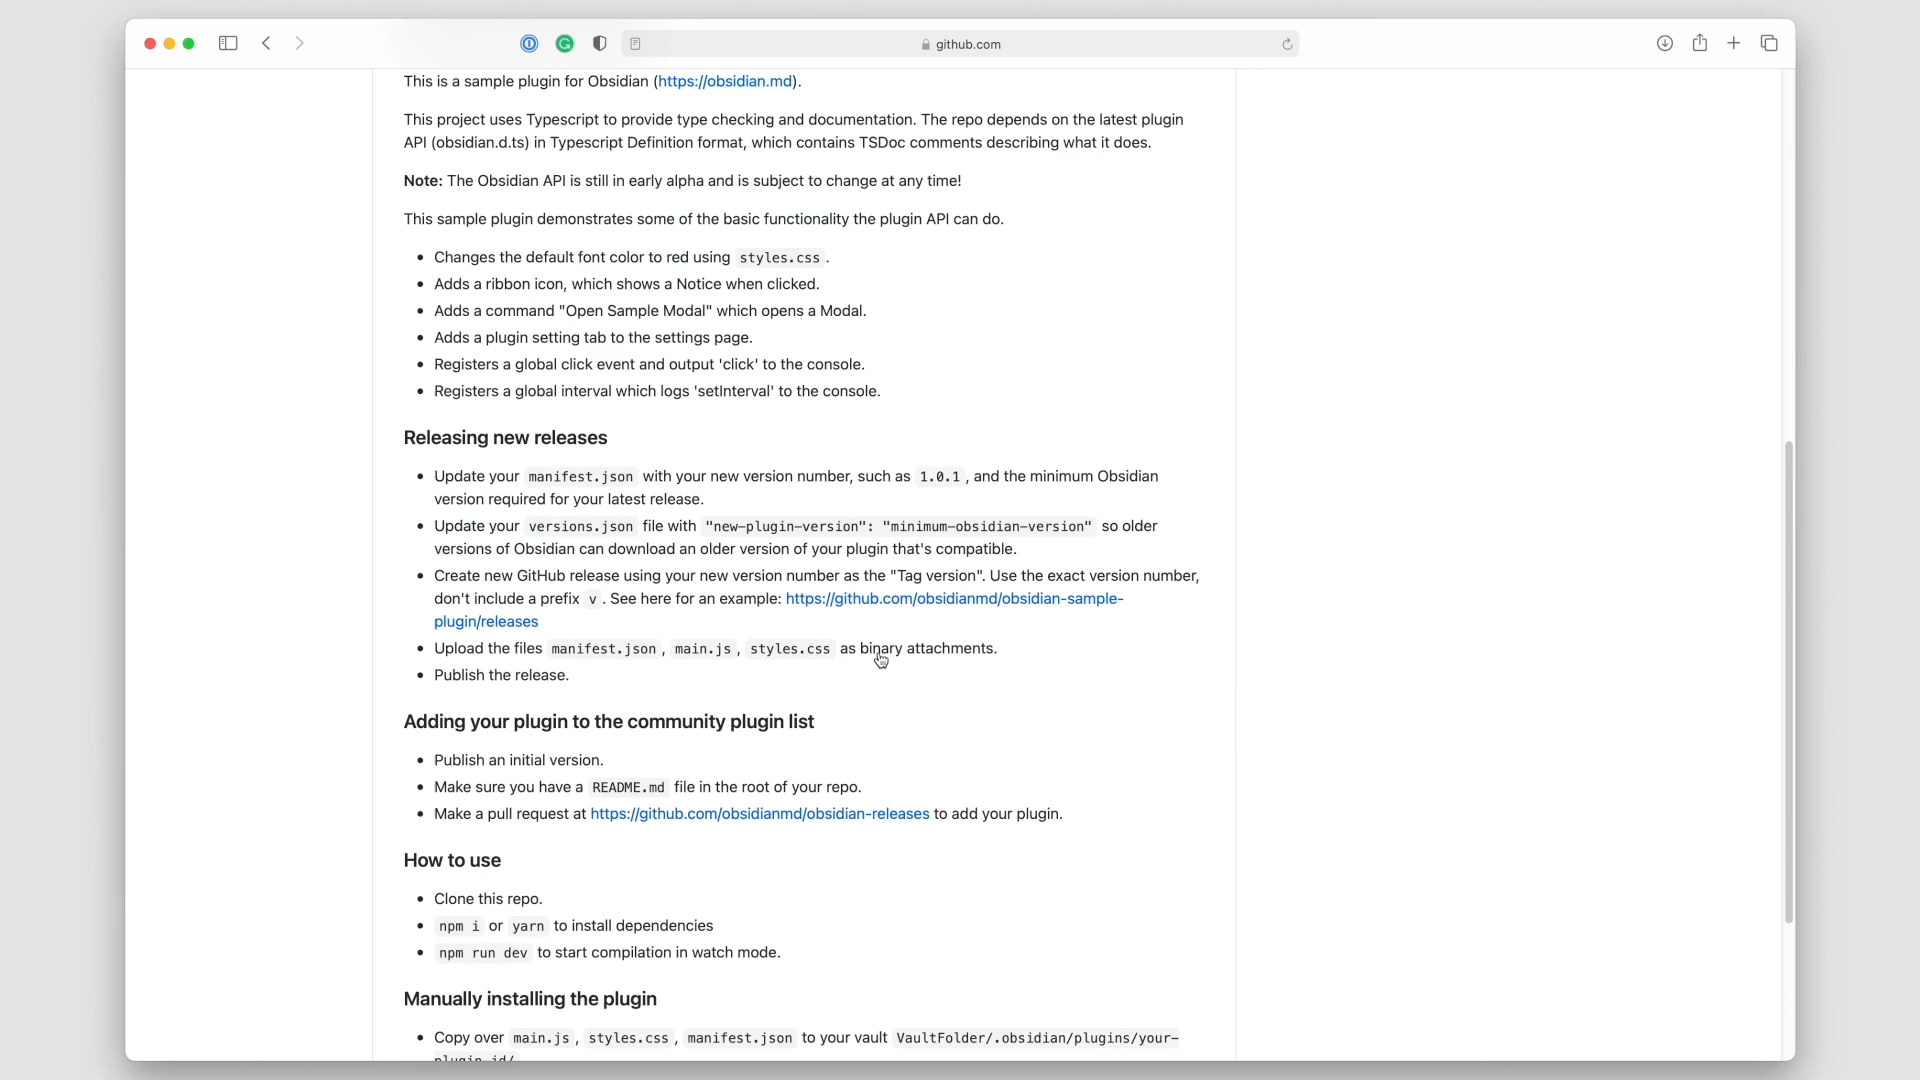 github.com
This is a sample plugin for Obsidian (https://obsidian.md).
This project uses Typescript to provide type checking and documentation. The repo depends on the latest plugin
API (obsidian.d.ts) in Typescript Definition format, which contains TSDoc comments describing what it does.
Note: The Obsidian API is still in early alpha and is subject to change at any time!
This sample plugin demonstrates some of the basic functionality the plugin API can do.
• Changes the default font color to red using styles.css .
• Adds a ribbon icon, which shows a Notice when clicked.
• Adds a command "Open Sample Modal" which opens a Modal.
• Adds a plugin setting tab to the settings page.
• Registers a global click event and output 'click' to the console.
• Registers a global interval which logs 'setInterval' to the console.
Releasing new releases
• Update your manifest.json with your new version number, such as 1.0.1 , and the minimum Obsidian
version required for your latest release.
• Update your versions.json file with "new-plugin-version": "minimum-obsidian-version" so older
versions of Obsidian can download an older version of your plugin that's compatible.
• Create new GitHub release using your new version number as the "Tag version". Use the exact version number,
don't include a prefix v . See here for an example: https://github.com/obsidianmd/obsidian-sample-
plugin/releases
• Upload the files manifest.json , main.js , styles.css as binary attachments.
• Publish the release.
Adding your plugin to the community plugin list
• Publish an initial version.
• Make sure you have a README.md file in the root of your repo.
• Make a pull request at https://github.com/obsidianmd/obsidian-releases to add your plugin.
How to use
• Clone this repo.
• npm i or yarn to install dependencies
• npm run dev to start compilation in watch mode.
Manually installing the plugin
• Copy over main.js , styles.css , manifest.json to your vault VaultFolder/.obsidian/plugins/your-
plugin-id/